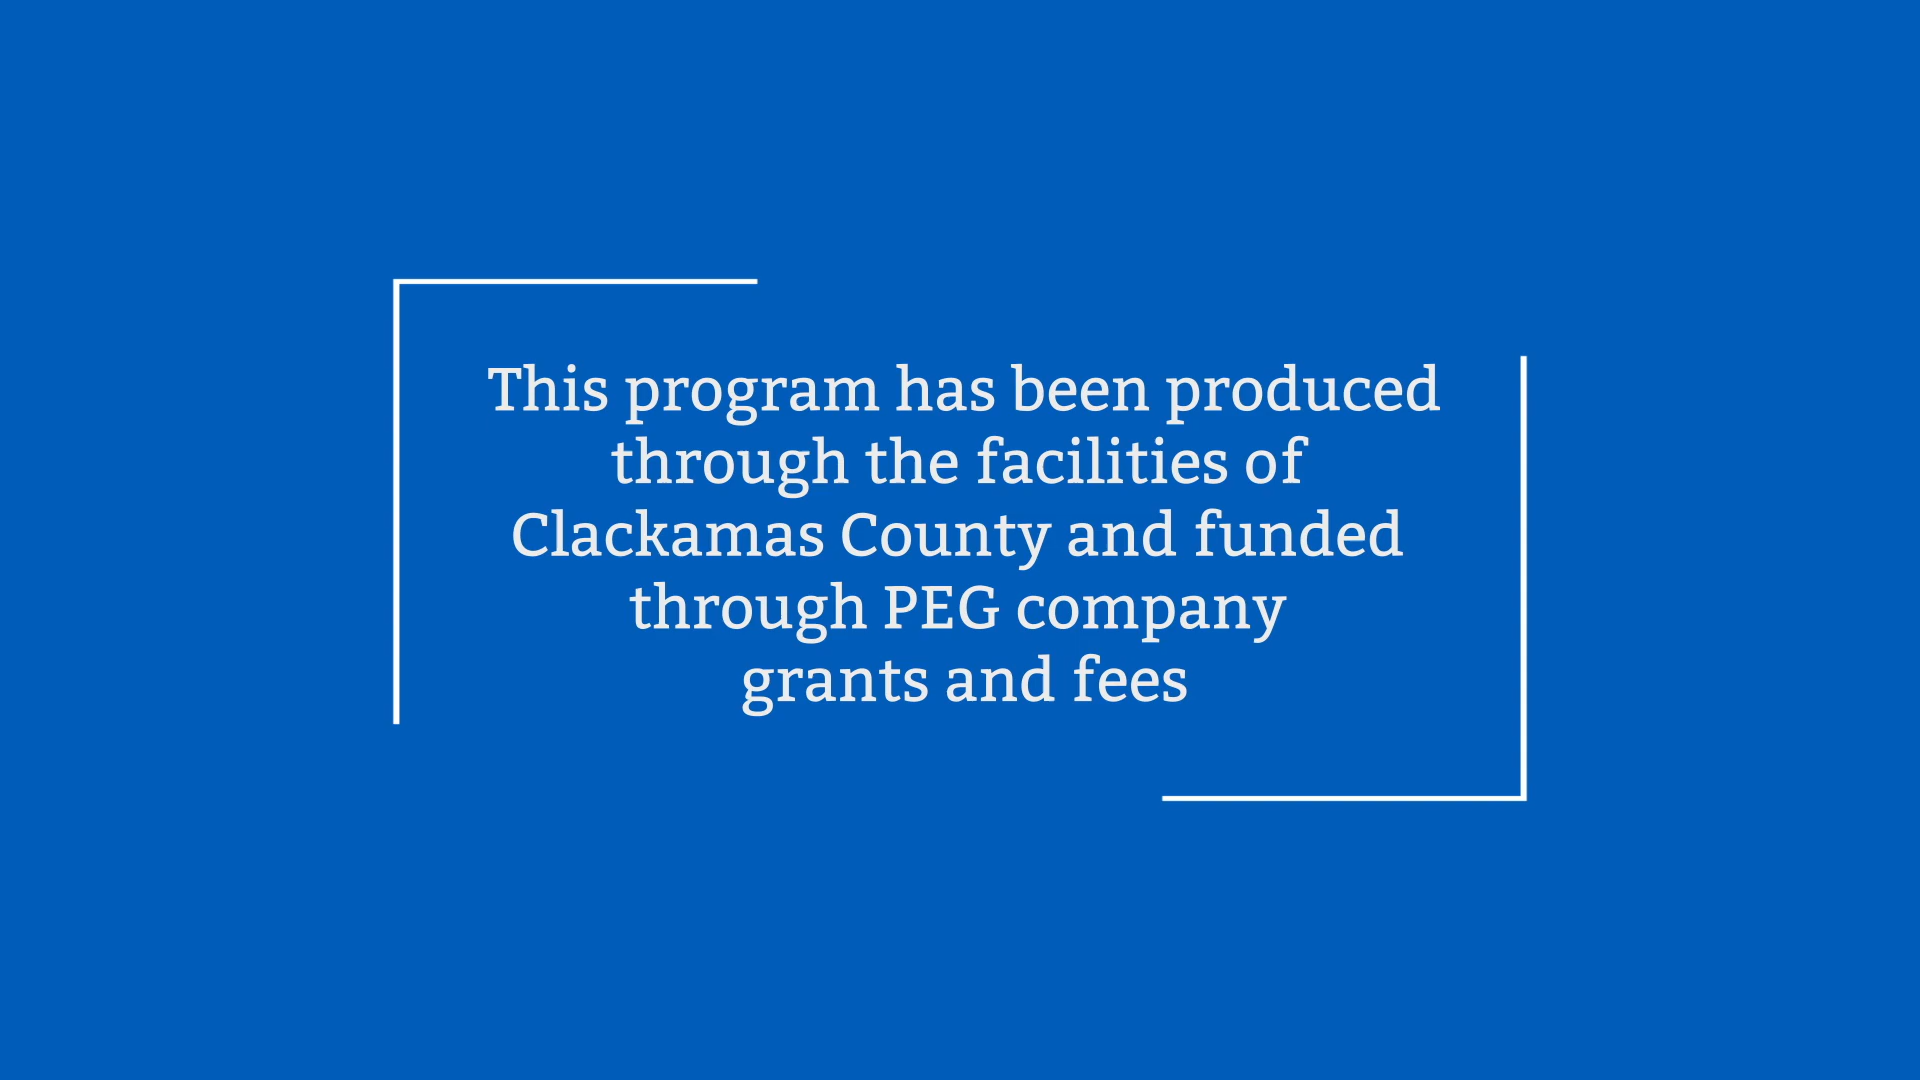 This program has been produced
through the facilities of
Clackamas County and funded
through PEG company
grants and fees